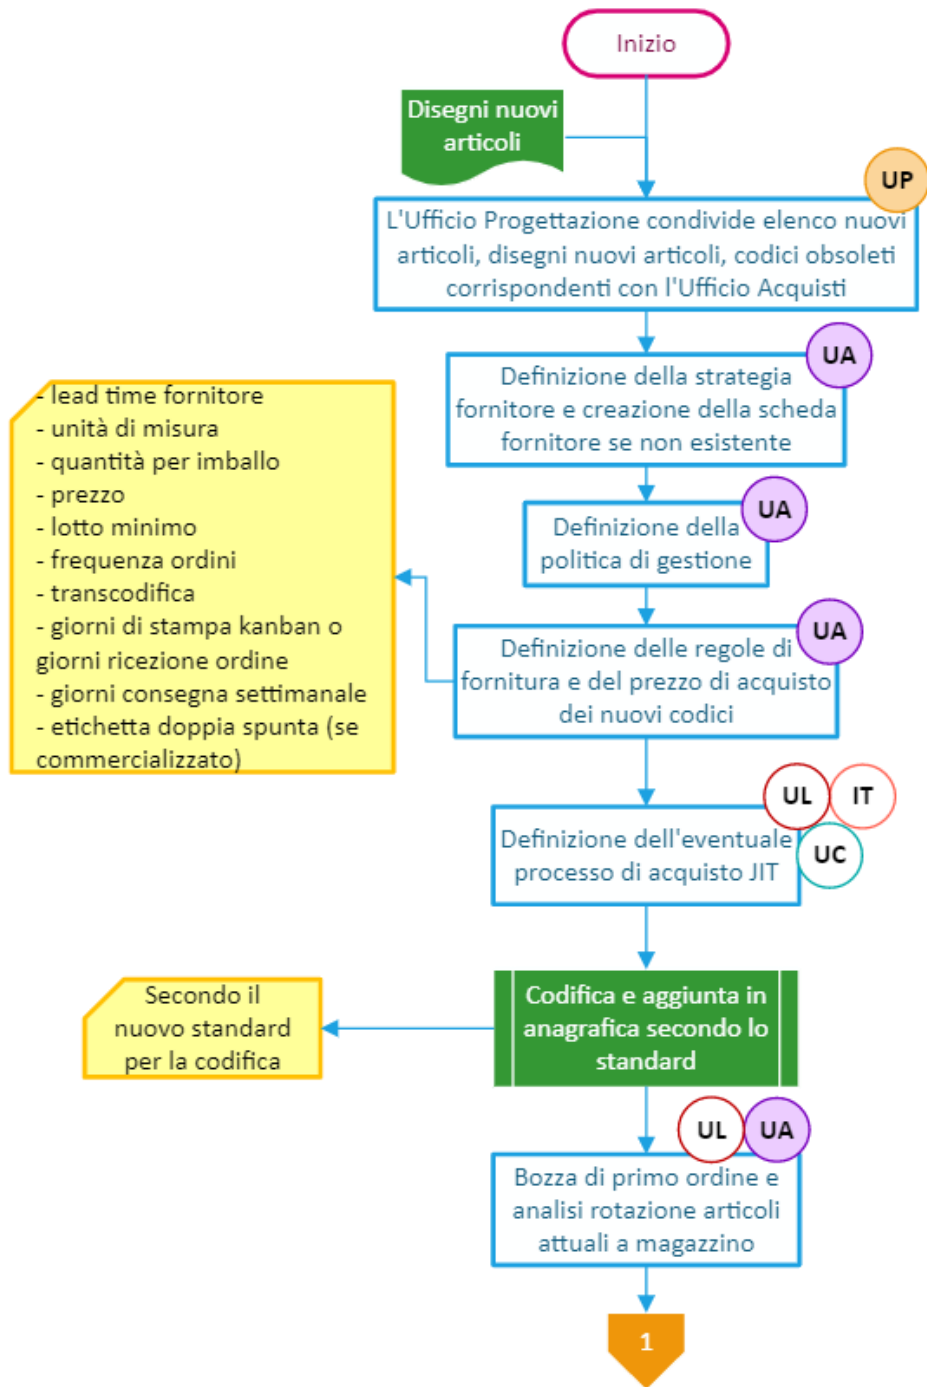 Inizio
Disegni nuovi
articoli
UP
L'Ufficio Progettazione condivide elenco nuovi
articoli, disegni nuovi articoli, codici obsoleti
corrispondenti con l'Ufficio Acquisti
UA
Definizione della strategia
fornitore e creazione della scheda
fornitore se non esistente
UA
Definizione della
politica di gestione
UA
Definizione delle regole di
fornitura e del prezzo di acquisto
dei nuovi codici
- lead time fornitore
- unità di misura
- quantità per imballo
- prezzo
- lotto minimo
- frequenza ordini
- transcodifica
- giorni di stampa kanban o
giorni ricezione ordine
- giorni consegna settimanale
- etichetta doppia spunta (se
commercializzato)
UL
IT
UC
Definizione dell'eventuale
processo di acquisto JIT
Codifica e aggiunta in
anagrafica secondo lo
standard
Secondo il
nuovo standard
per la codifica
UL
UA
Bozza di primo ordine e
analisi rotazione articoli
attuali a magazzino
1